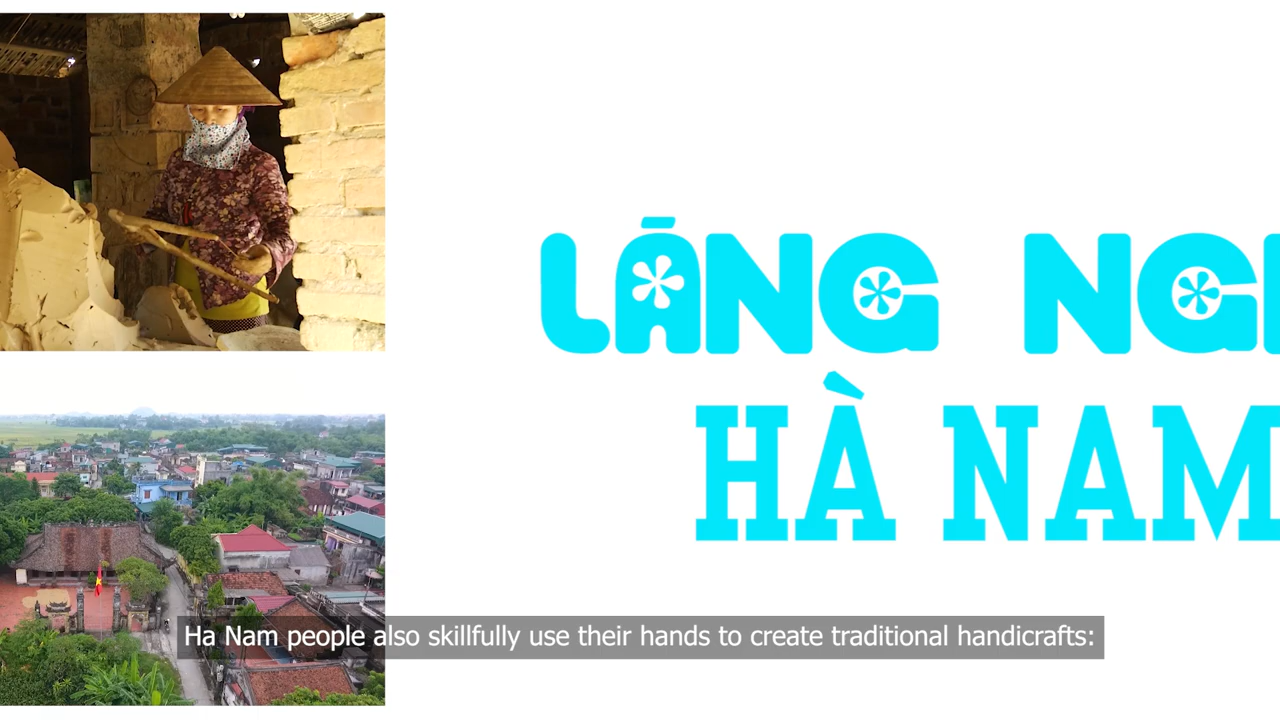 LÀNG NG
HÀ NAM
Ha Nam people also skillfully use their hands to create traditional handicrafts: